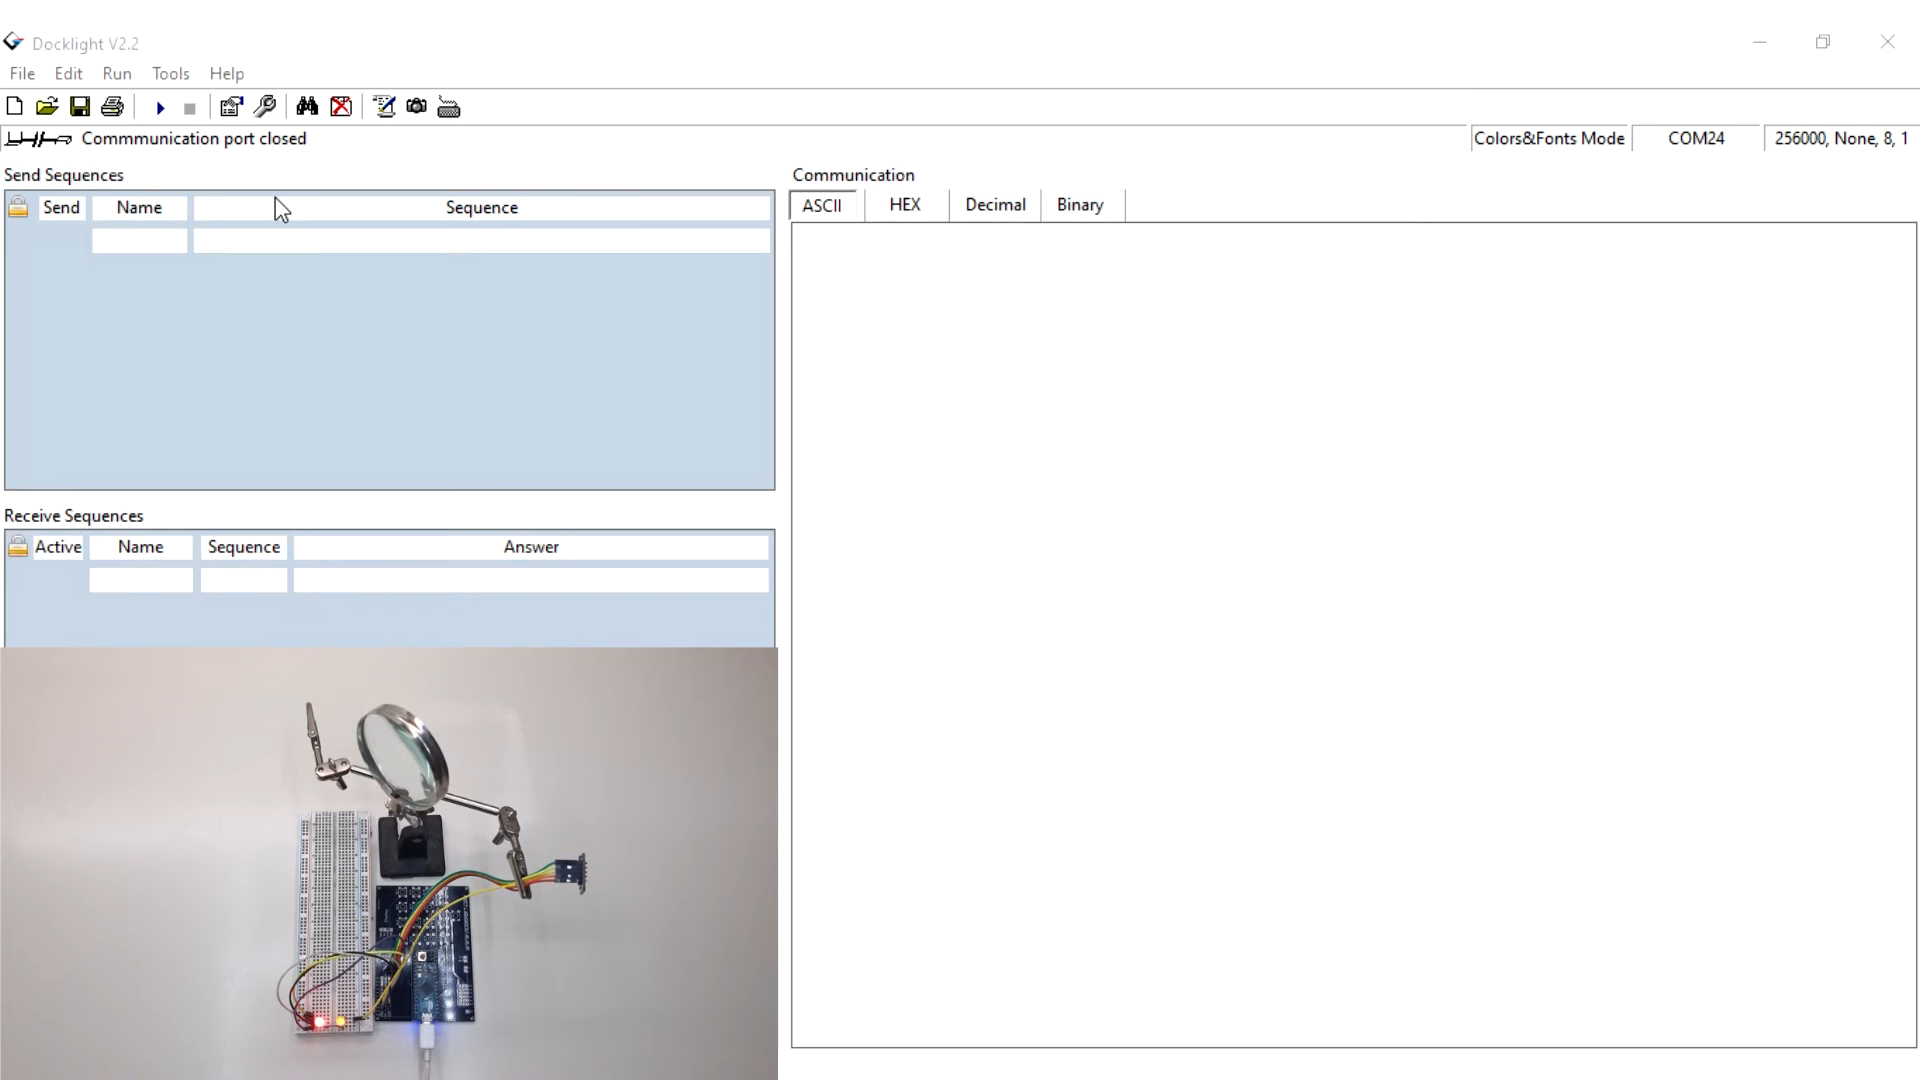 Docklight V2.2
File Edit Run Tools Help
Commmunication port closed
Colors&Fonts Mode COM24 256000, None, 8, 1
Send Sequences
Send Name Sequence
Communication
ASCII HEX Decimal Binary
Receive Sequences
Active Name Sequence Answer